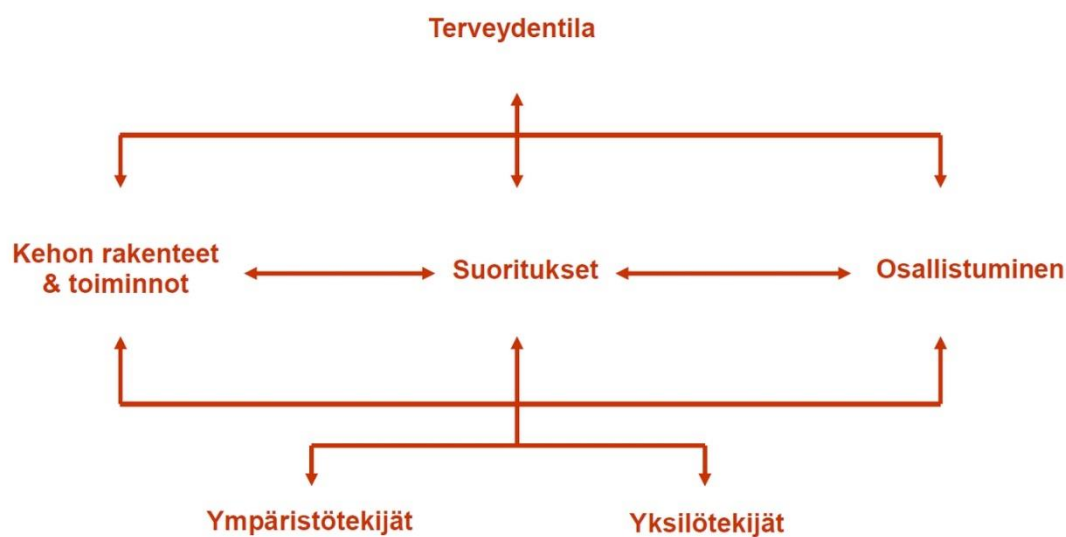 Terveydentila
Kehon rakenteet
& toiminnot
Suoritukset
Osallistuminen
Ympäristötekijät
Yksilötekijät